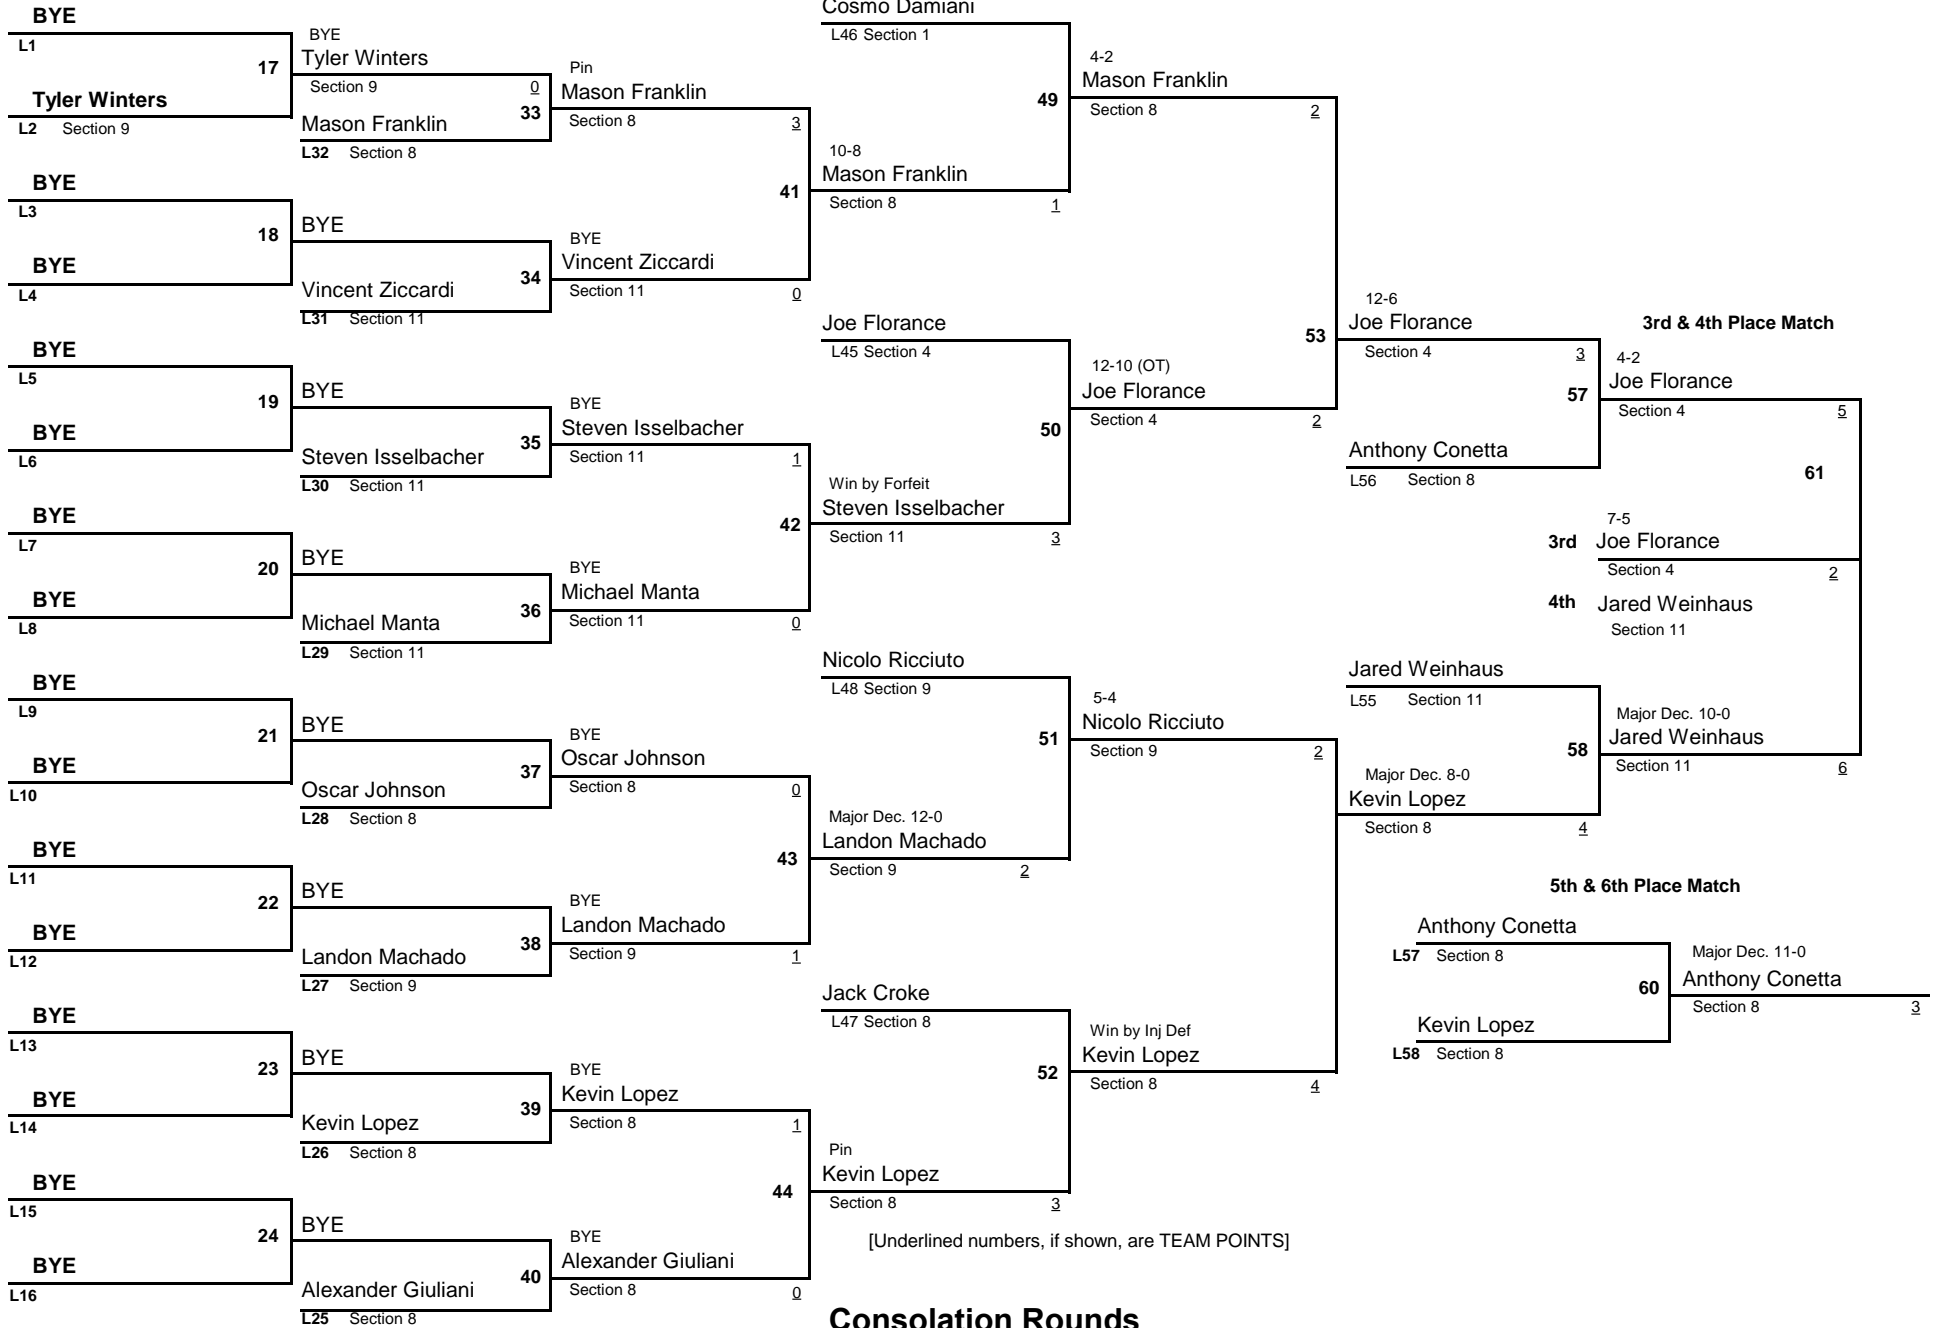 BYE
L1
17
Tyler Winters
L2 Section 9
BYE
L3
18
BYE
L4
BYE
L5
19
BYE
L6
BYE
L7
20
BYE
L8
BYE
L9
21
BYE
L10
BYE
L11
22
BYE
L12
BYE
L13
23
BYE
L14
BYE
L15
24
BYE
L16
BYE
Tyler Winters
Section 9 0
33
Mason Franklin
L32 Section 8
BYE
34
Vincent Ziccardi
L31 Section 11
BYE
35
Steven Isselbacher
L30 Section 11
BYE
36
Michael Manta
L29 Section 11
BYE
37
Oscar Johnson
L28 Section 8
BYE
38
Landon Machado
L27 Section 9
BYE
39
Kevin Lopez
L26 Section 8
BYE
40
Alexander Giuliani
L25 Section 8
Pin
Mason Franklin
Section 8 3
41
BYE
Vincent Ziccardi
Section 11 0
BYE
Steven Isselbacher
Section 11 1
42
BYE
Michael Manta
Section 11 0
BYE
Oscar Johnson
Section 8 0
43
BYE
Landon Machado
Section 9 1
BYE
Kevin Lopez
Section 8 1
44
BYE
Alexander Giuliani
Section 8 0
Cosmo Damiani
L46 Section 1
49
10-8
Mason Franklin
Section 8 1
Joe Florance
L45 Section 4
50
Win by Forfeit
Steven Isselbacher
Section 11 3
Nicolo Ricciuto
L48 Section 9
51
Major Dec. 12-0
Landon Machado
Section 9 2
Jack Croke
L47 Section 8
52
Pin
Kevin Lopez
Section 8 3
4-2
Mason Franklin
Section 8 2
53
12-10 (OT)
Joe Florance
Section 4 2
5-4
Nicolo Ricciuto
Section 9 2
Win by Inj Def
Kevin Lopez
Section 8 4
12-6
Joe Florance
Section 4 3
57
Anthony Conetta
L56 Section 8
Jared Weinhaus
L55 Section 11
58
Major Dec. 8-0
Kevin Lopez
Section 8 4
3rd & 4th Place Match
4-2
Joe Florance
Section 4 5
61
7-5
3rd Joe Florance
Section 4 2
4th Jared Weinhaus
Section 11
Major Dec. 10-0
Jared Weinhaus
Section 11 6
5th & 6th Place Match
Anthony Conetta
L57 Section 8
60
Kevin Lopez
L58 Section 8
Major Dec. 11-0
Anthony Conetta
Section 8 3
[Underlined numbers, if shown, are TEAM POINTS]
Consolation Rounds